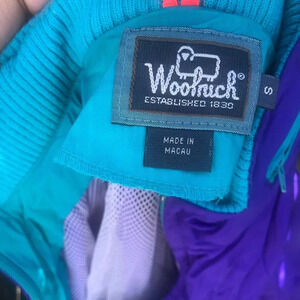 Woolrich®
ESTABLISHED 1830
S
MADE IN
MACAU